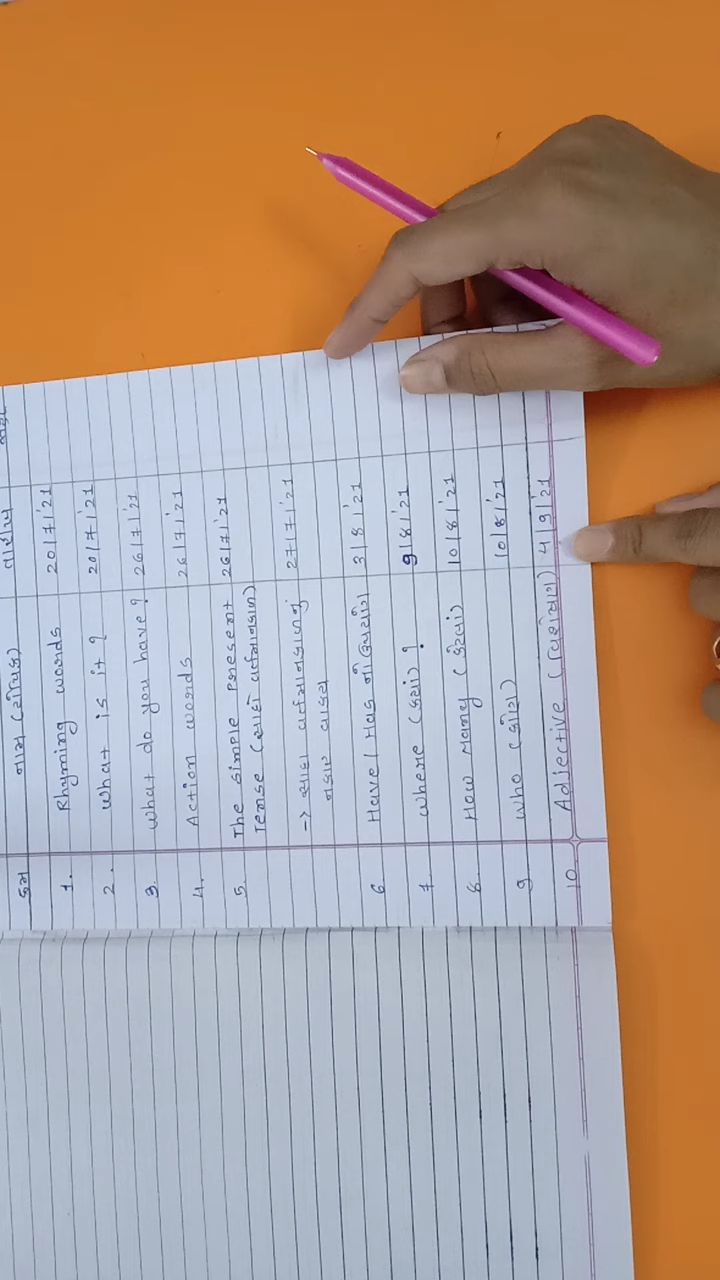 ક્રમ નામ (શીર્ષક) તારીખ
1. Rhyming words 20/7/'21
2. What is it ? 20/7/'21
3. What do you have ? 26/7/'21
4. Action words 26/7/'21
5. The simple present 26/7/'21
Tense (સાદો વર્તમાનકાળ)
-> સાદા વર્તમાનકાળનું 27/7/'21
નકાર વાક્ય
6 Have / Has નો ઉપયોગ 3/8/'21
7 Where (ક્યાં) ? 9/8/'21
8 How Many (કેટલાં) 10/8/'21
9 Who (કોણ) 10/8/'21
10 Adjective (વિશેષણ) 4/9/'21